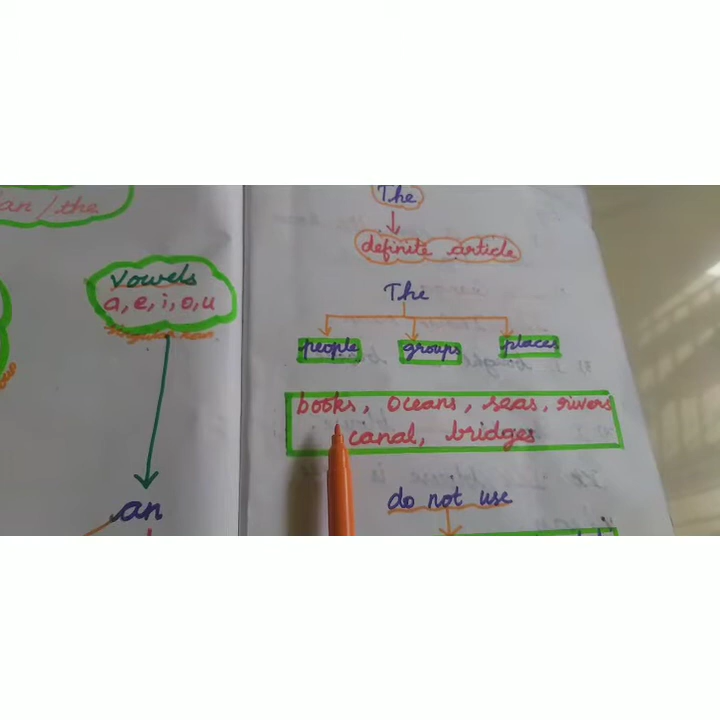 an / the
Vowels
a, e, i, o, u
an
The
definite article
The
people groups places
books, oceans, seas, rivers
canal, bridges
do not use